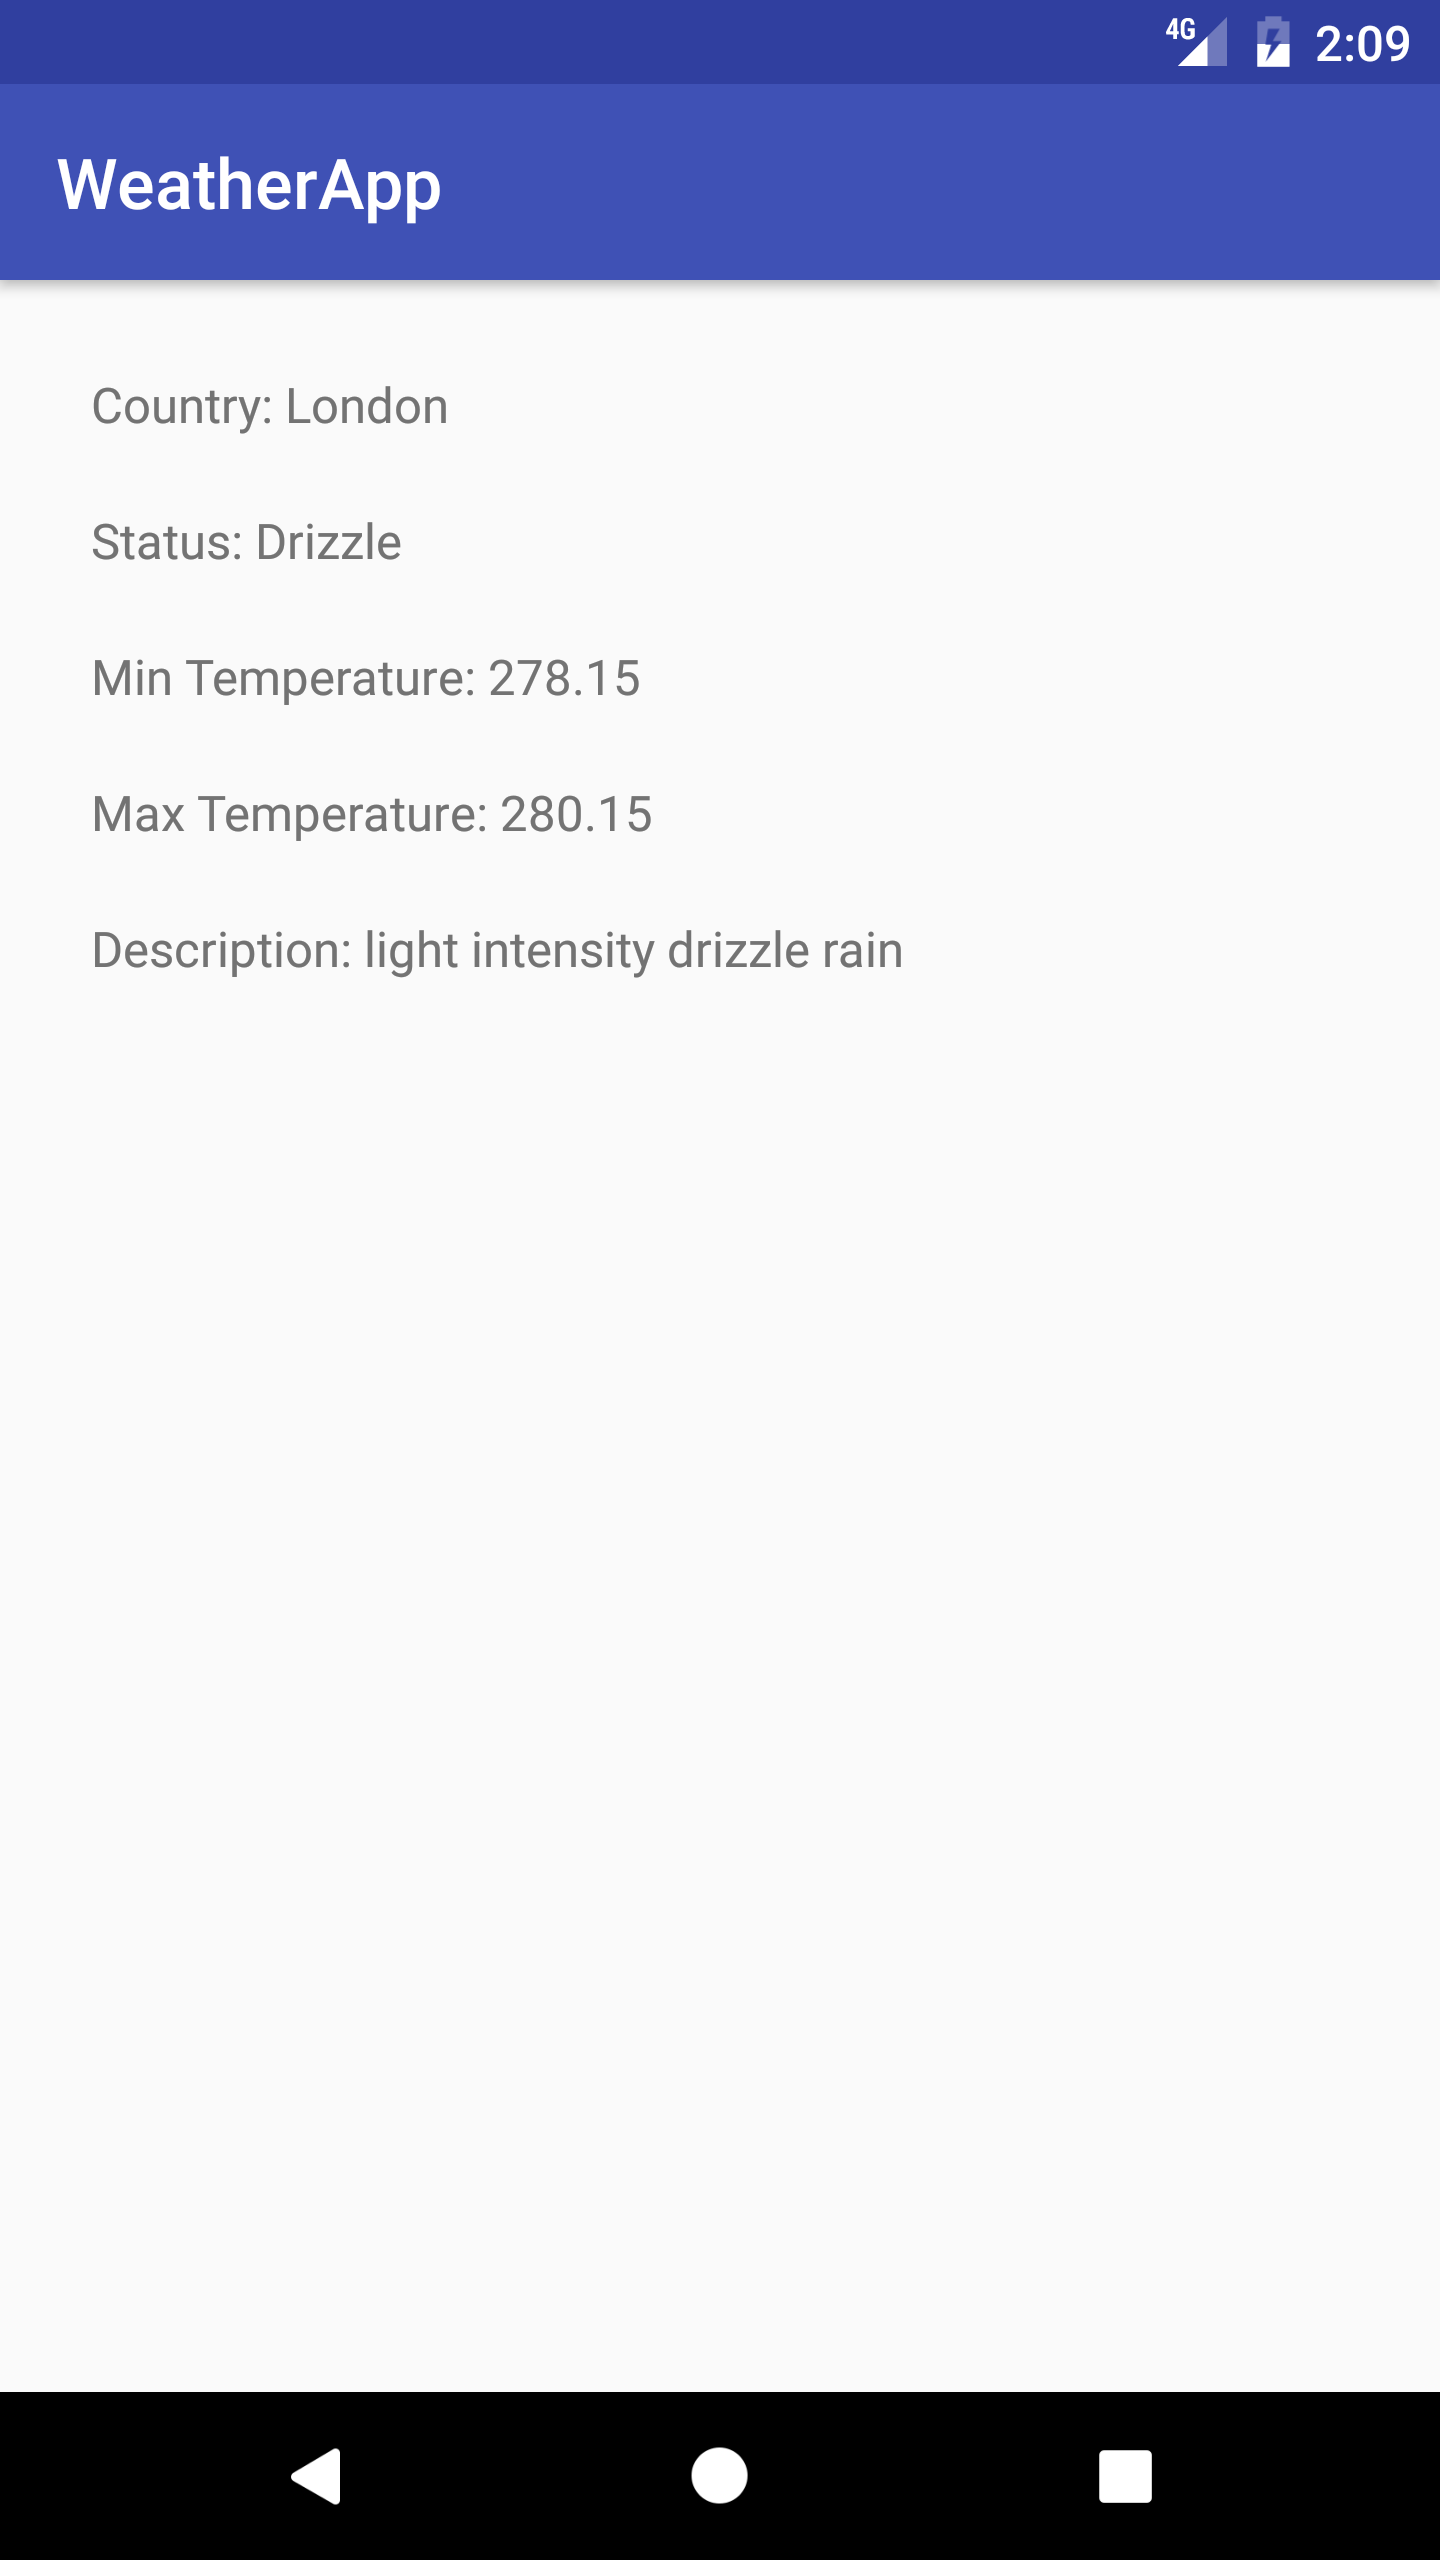 4G 2:09
WeatherApp
Country: London
Status: Drizzle
Min Temperature: 278.15
Max Temperature: 280.15
Description: light intensity drizzle rain